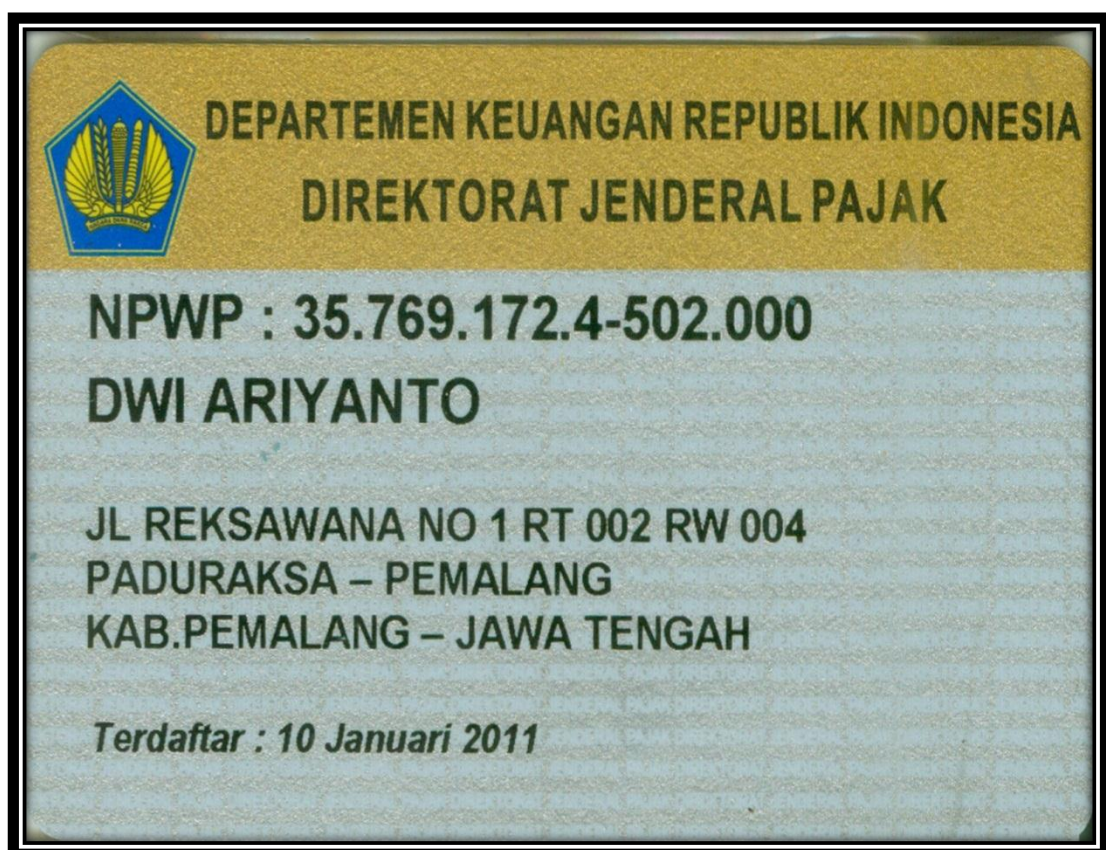 DEPARTEMEN KEUANGAN REPUBLIK INDONESIA
DIREKTORAT JENDERAL PAJAK
NPWP : 35.769.172.4-502.000
DWI ARIYANTO
JL REKSAWANA NO 1 RT 002 RW 004
PADURAKSA – PEMALANG
KAB.PEMALANG – JAWA TENGAH
Terdaftar : 10 Januari 2011